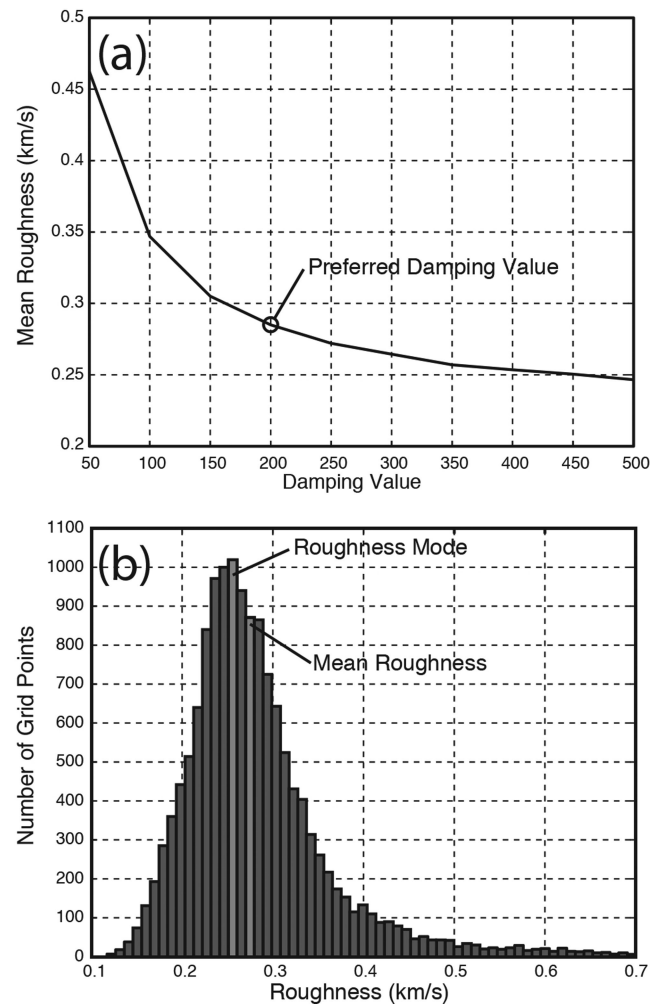 (a)
Mean Roughness (km/s)
0.5
0.45
0.4
0.35
0.3
0.25
0.2
Preferred Damping Value
50 100 150 200 250 300 350 400 450 500
Damping Value
(b)
Number of Grid Points
1100
1000
900
800
700
600
500
400
300
200
100
0
Roughness Mode
Mean Roughness
0.1 0.2 0.3 0.4 0.5 0.6 0.7
Roughness (km/s)